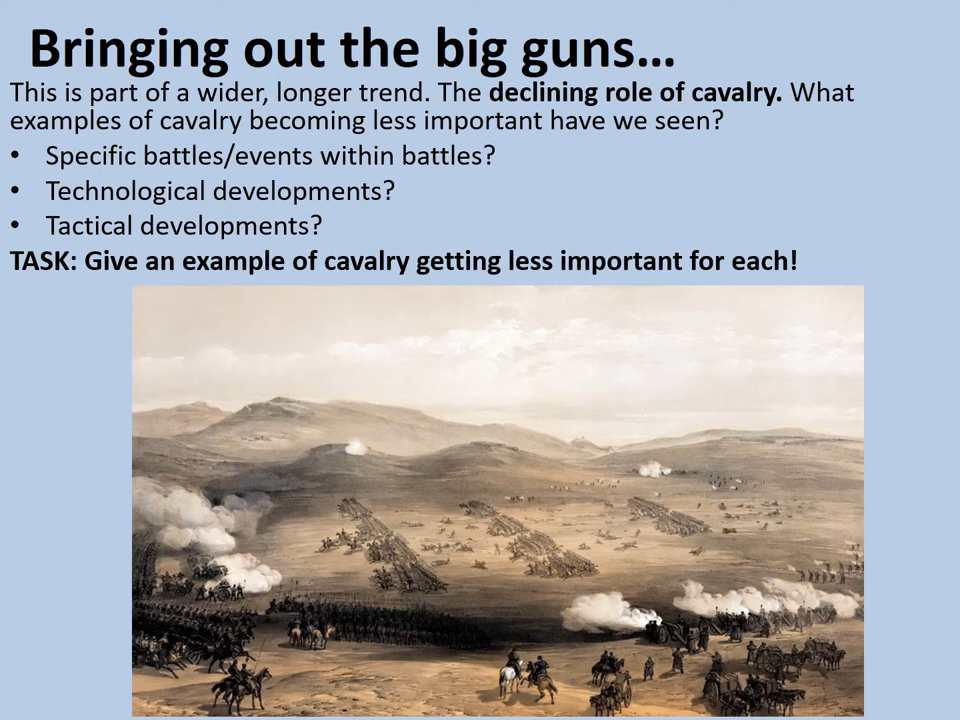 Bringing out the big guns…
This is part of a wider, longer trend. The declining role of cavalry. What
examples of cavalry becoming less important have we seen?
• Specific battles/events within battles?
• Technological developments?
• Tactical developments?
TASK: Give an example of cavalry getting less important for each!